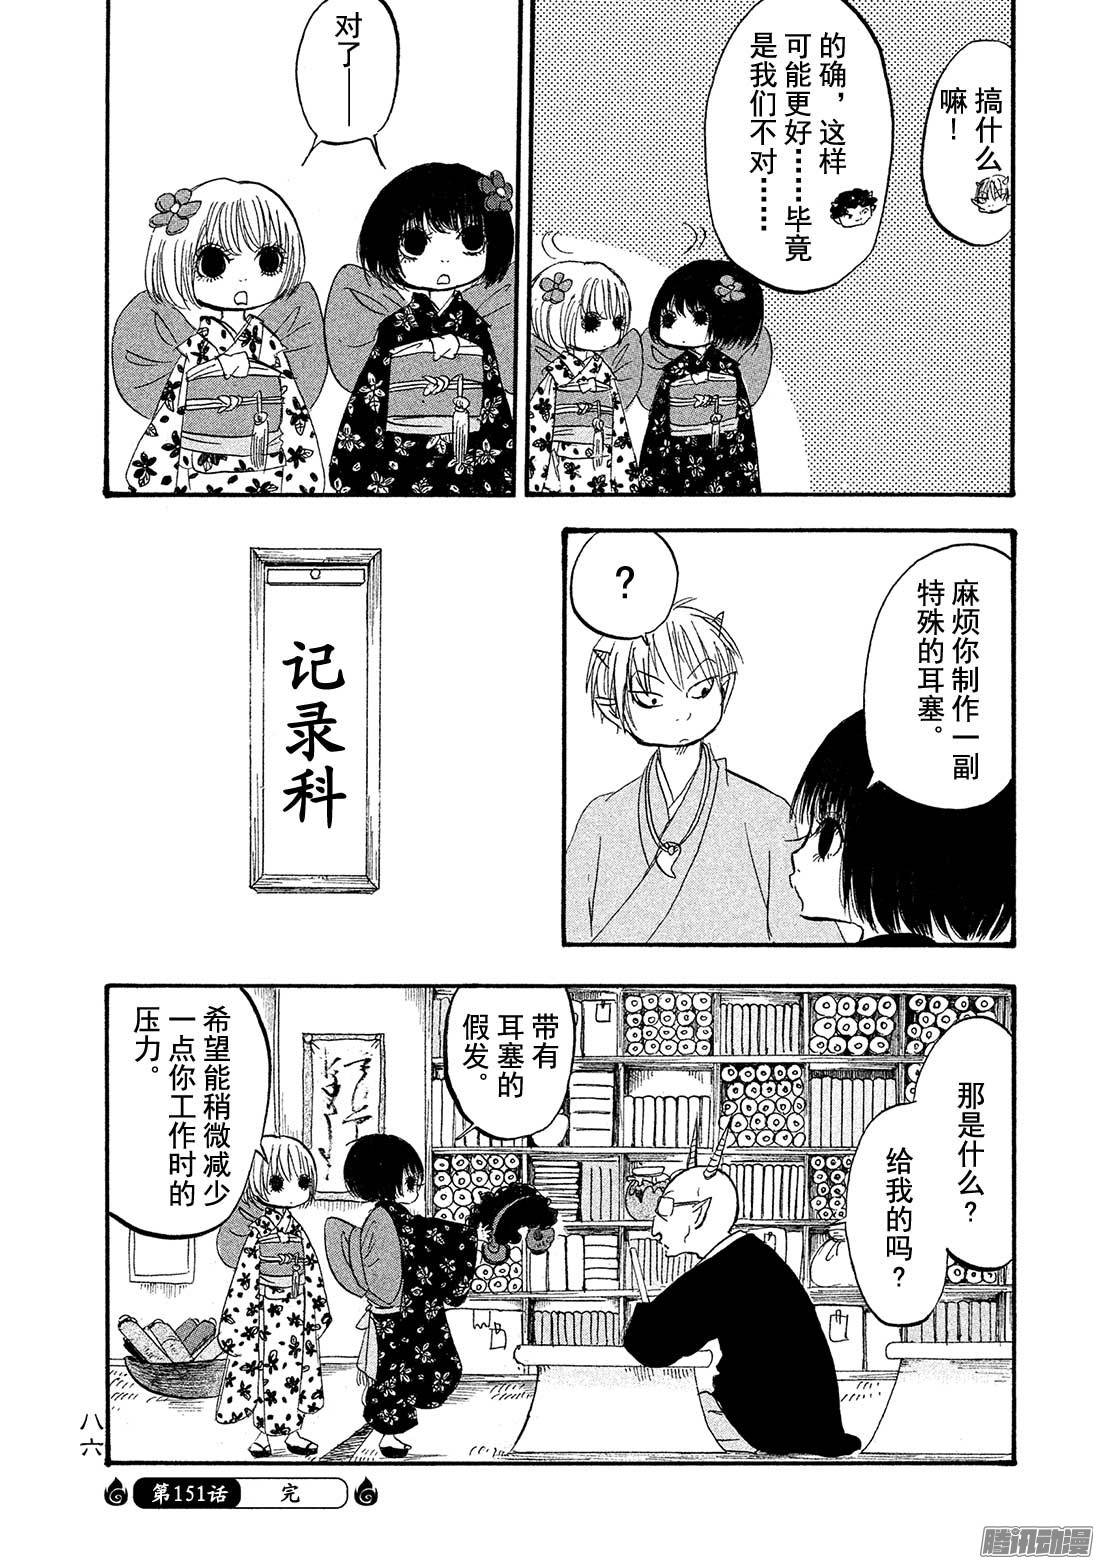 搞什么
嘛！
的确，这样
可能更好……毕竟
是我们不对……
对了——
麻烦你制作一副
特殊的耳塞。
？
记录科
那是什么？
给我的吗？
带有
耳塞的
假发。
希望能稍微减少
一点你工作时的
压力。
八六
第151话 完
腾讯动漫